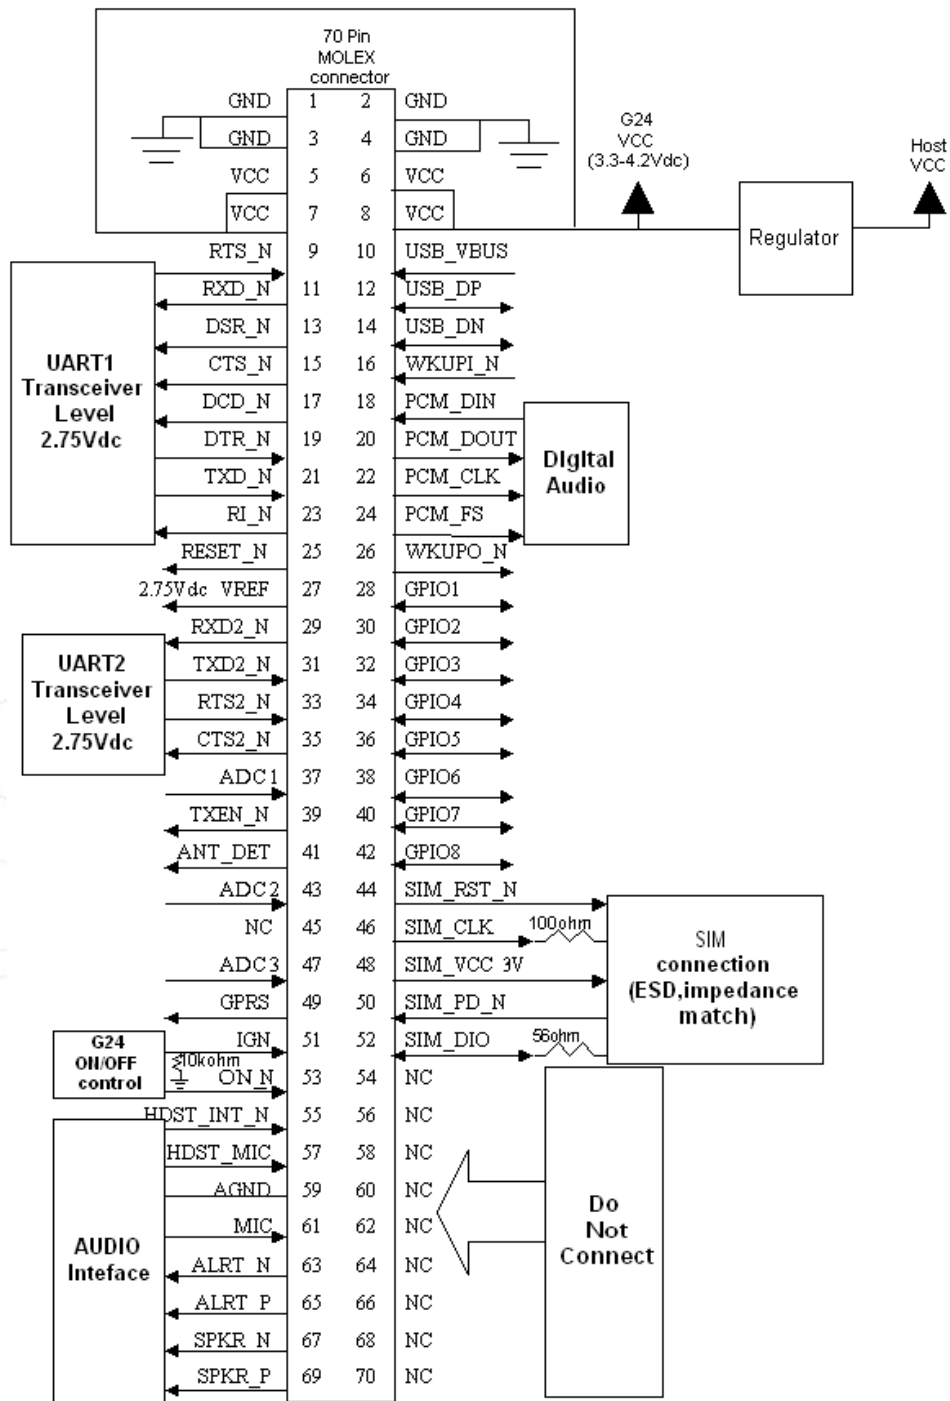 70 Pin
MOLEX
connector
GND 1 2 GND
GND 3 4 GND
VCC 5 6 VCC
VCC 7 8 VCC
G24
VCC
(3.3-4.2Vdc)
Host
VCC
Regulator
RTS_N 9 10 USB_VBUS
RXD_N 11 12 USB_DP
DSR_N 13 14 USB_DN
CTS_N 15 16 WKUPI_N
DCD_N 17 18 PCM_DIN
DTR_N 19 20 PCM_DOUT
TXD_N 21 22 PCM_CLK
RI_N 23 24 PCM_FS
UART1
Transceiver
Level
2.75Vdc
DIgItal
Audio
RESET_N 25 26 WKUPO_N
2.75Vdc VREF 27 28 GPIO1
RXD2_N 29 30 GPIO2
TXD2_N 31 32 GPIO3
RTS2_N 33 34 GPIO4
CTS2_N 35 36 GPIO5
UART2
Transceiver
Level
2.75Vdc
ADC1 37 38 GPIO6
TXEN_N 39 40 GPIO7
ANT_DET 41 42 GPIO8
ADC2 43 44 SIM_RST_N
NC 45 46 SIM_CLK 100ohm
ADC3 47 48 SIM_VCC 3V
GPRS 49 50 SIM_PD_N
IGN 51 52 SIM_DIO 56ohm
SIM
connection
(ESD,impedance
match)
G24
ON/OFF
control
10kohm
ON_N 53 54 NC
HDST_INT_N 55 56 NC
HDST_MIC 57 58 NC
AGND 59 60 NC
MIC 61 62 NC
ALRT_N 63 64 NC
ALRT_P 65 66 NC
SPKR_N 67 68 NC
SPKR_P 69 70 NC
AUDIO
Inteface
Do
Not
Connect